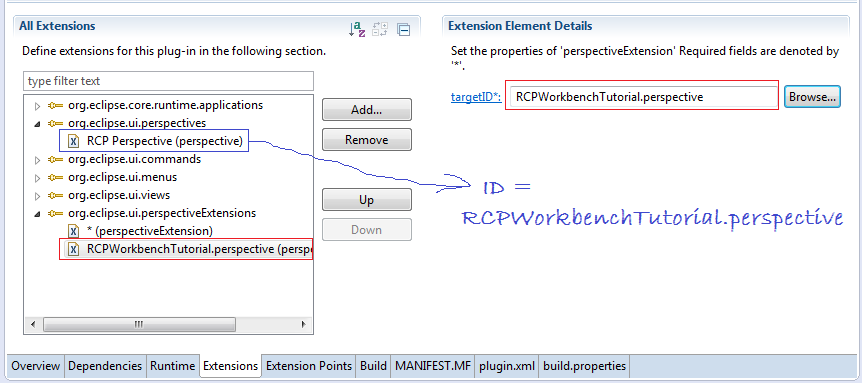 All Extensions
Define extensions for this plug-in in the following section.
type filter text
org.eclipse.core.runtime.applications
org.eclipse.ui.perspectives
RCP Perspective (perspective)
org.eclipse.ui.commands
org.eclipse.ui.menus
org.eclipse.ui.views
org.eclipse.ui.perspectiveExtensions
* (perspectiveExtension)
RCPWorkbenchTutorial.perspective (perspe
Add...
Remove
Up
Down
Extension Element Details
Set the properties of 'perspectiveExtension' Required fields are denoted by
'*'.
targetID*: RCPWorkbenchTutorial.perspective Browse...
ID =
RCPWorkbenchTutorial.perspective
Overview Dependencies Runtime Extensions Extension Points Build MANIFEST.MF plugin.xml build.properties